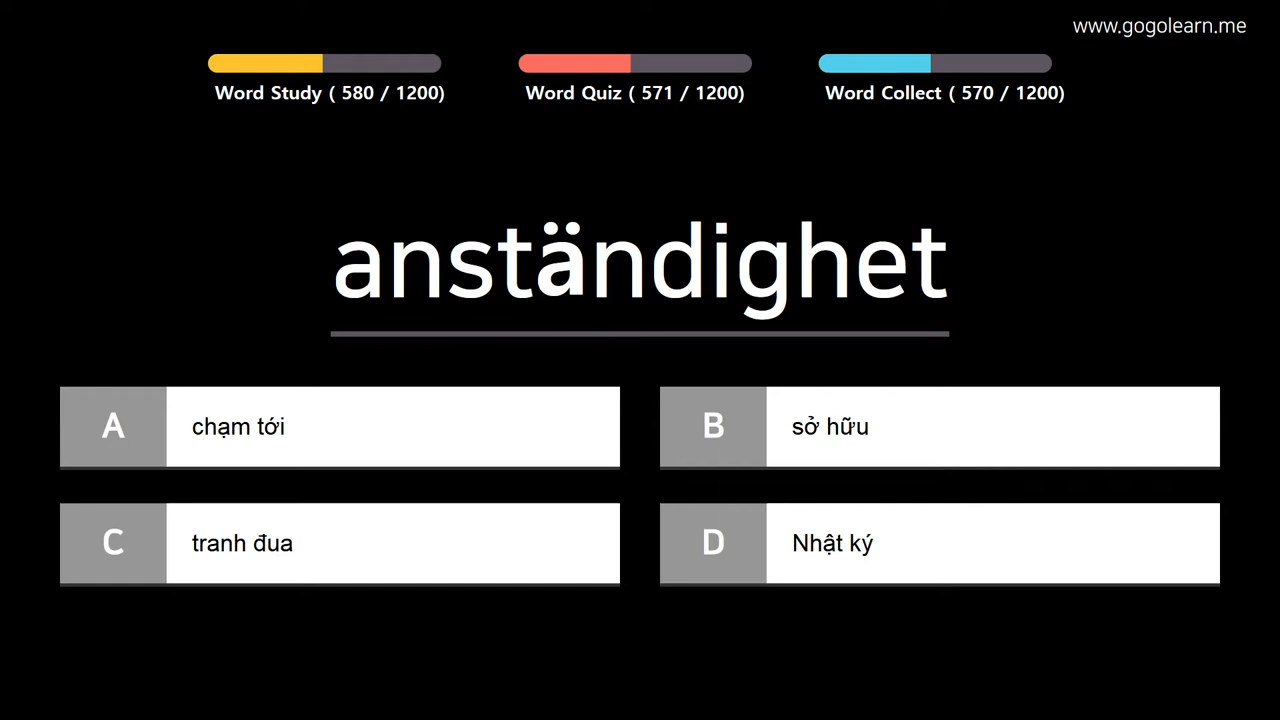 www.gogolearn.me
Word Study ( 580 / 1200)
Word Quiz ( 571 / 1200)
Word Collect ( 570 / 1200)
anständighet
A chạm tới
B sở hữu
C tranh đua
D Nhật ký